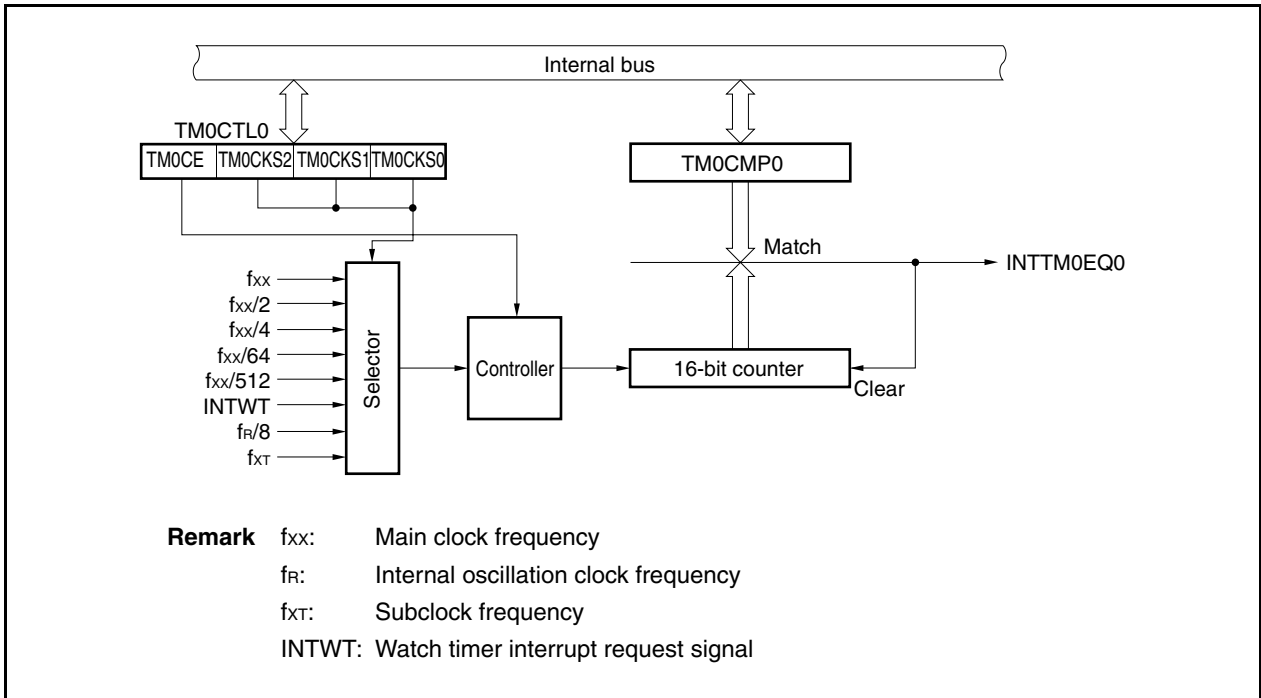 Internal bus
TM0CTL0
TM0CE TM0CKS2 TM0CKS1 TM0CKS0
TM0CMP0
Match
INTTM0EQ0
fXX
fXX/2
fXX/4
fXX/64
fXX/512
INTWT
fR/8
fXT
Selector
Controller
16-bit counter
Clear
Remark fXX: Main clock frequency
fR: Internal oscillation clock frequency
fXT: Subclock frequency
INTWT: Watch timer interrupt request signal